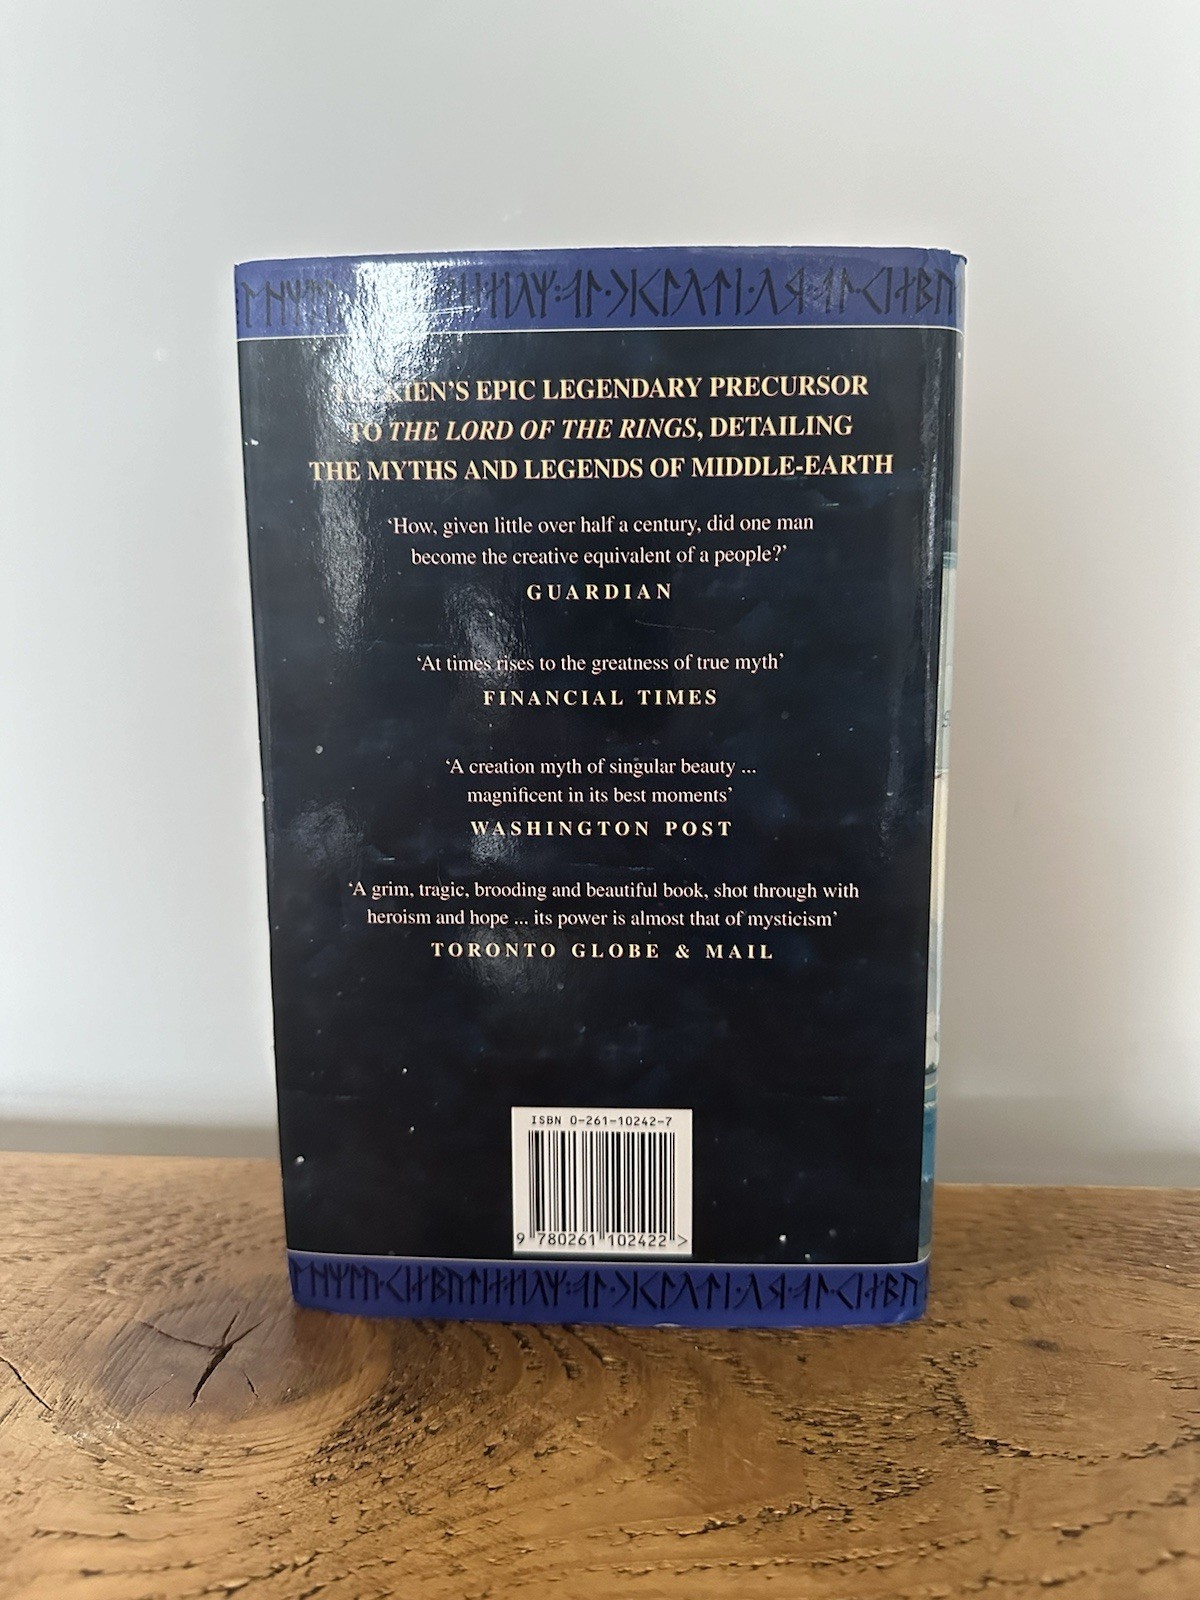 TOLKIEN'S EPIC LEGENDARY PRECURSOR
TO THE LORD OF THE RINGS, DETAILING
THE MYTHS AND LEGENDS OF MIDDLE-EARTH
‘How, given little over half a century, did one man
become the creative equivalent of a people?’
GUARDIAN
‘At times rises to the greatness of true myth’
FINANCIAL TIMES
‘A creation myth of singular beauty ...
magnificent in its best moments’
WASHINGTON POST
‘A grim, tragic, brooding and beautiful book, shot through with
heroism and hope ... its power is almost that of mysticism’
TORONTO GLOBE & MAIL
ISBN 0-261-10242-7
9 780261 102422 >